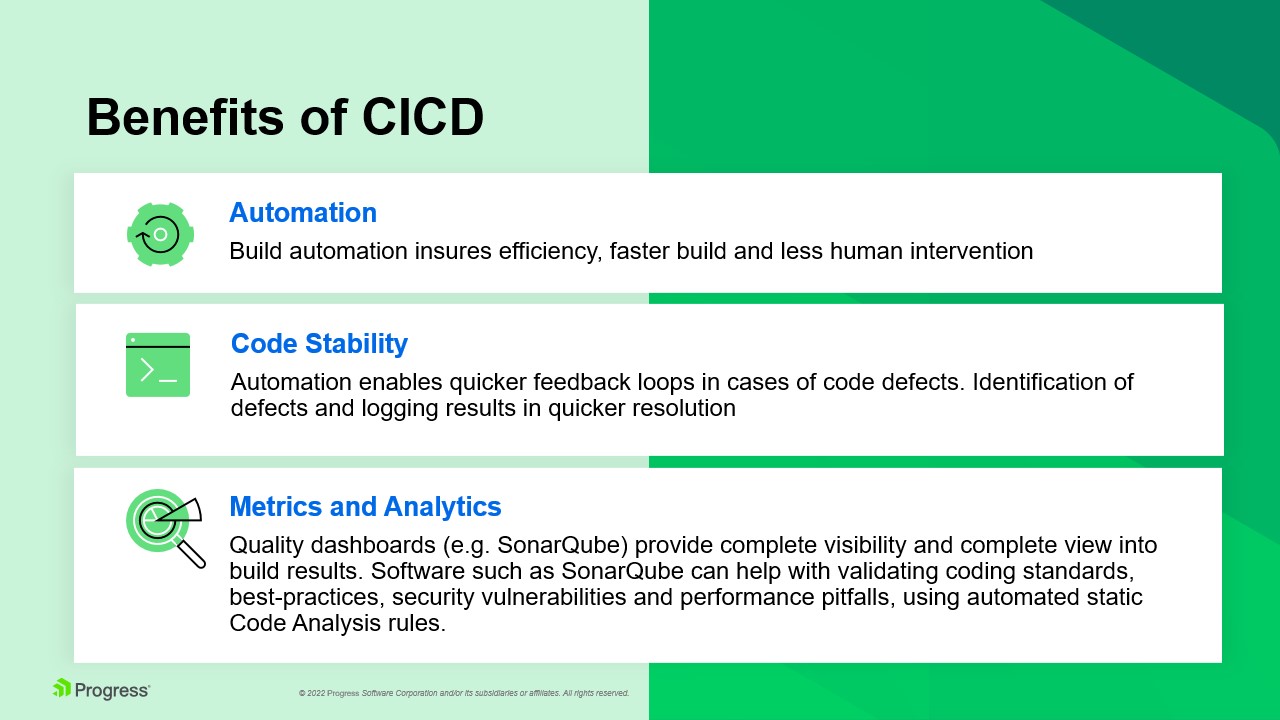 Benefits of CICD
Automation
Build automation insures efficiency, faster build and less human intervention
Code Stability
Automation enables quicker feedback loops in cases of code defects. Identification of
defects and logging results in quicker resolution
Metrics and Analytics
Quality dashboards (e.g. SonarQube) provide complete visibility and complete view into
build results. Software such as SonarQube can help with validating coding standards,
best-practices, security vulnerabilities and performance pitfalls, using automated static
Code Analysis rules.
Progress
© 2022 Progress Software Corporation and/or its subsidiaries or affiliates. All rights reserved.